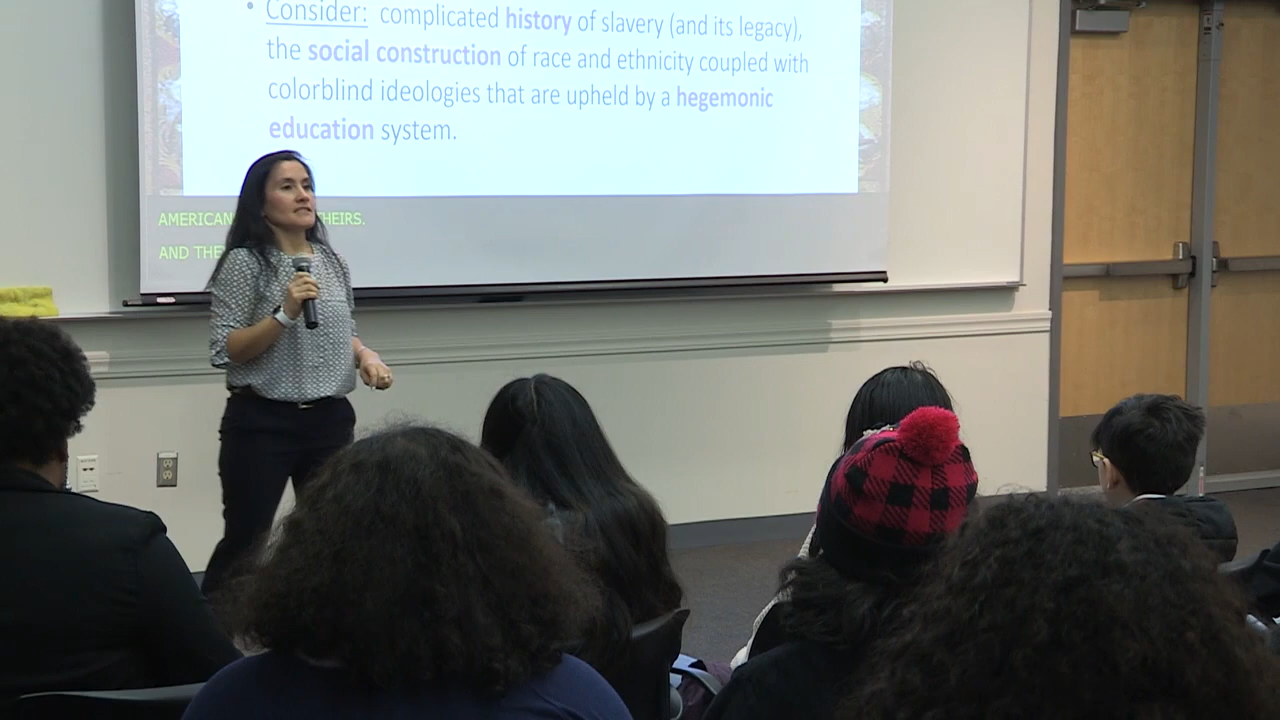 • Consider: complicated history of slavery (and its legacy),
the social construction of race and ethnicity coupled with
colorblind ideologies that are upheld by a hegemonic
education system.
AMERICAN HEIRS.
AND THE